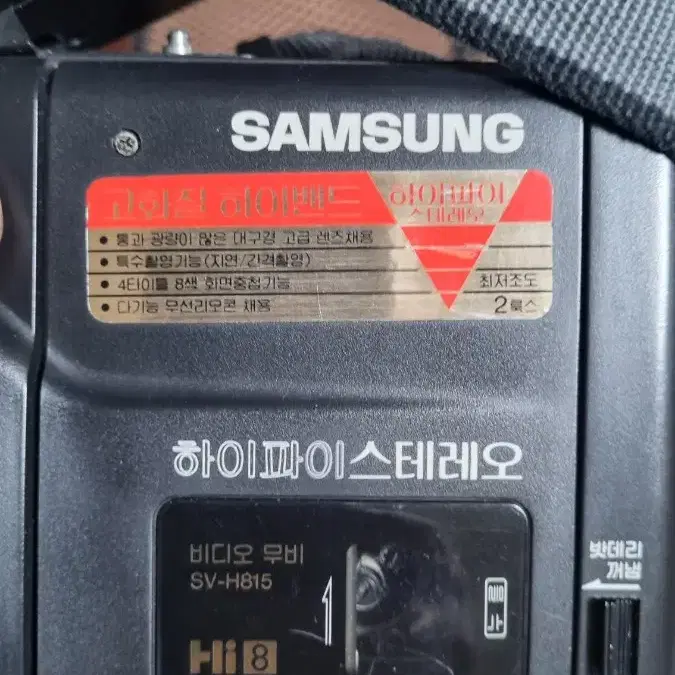 SAMSUNG
고화질 하이밴드
하이파이
스테레오
• 통과 광량이 많은 대구경 고급 렌즈채용
• 특수촬영기능(지연/간격촬영)
• 4타이틀 8색 화면중첩기능
• 다기능 무선리모콘 채용
최저조도
2룩스
하이파이스테레오
비디오 무비
SV-H815
Hi8
밧데리
꺼냄